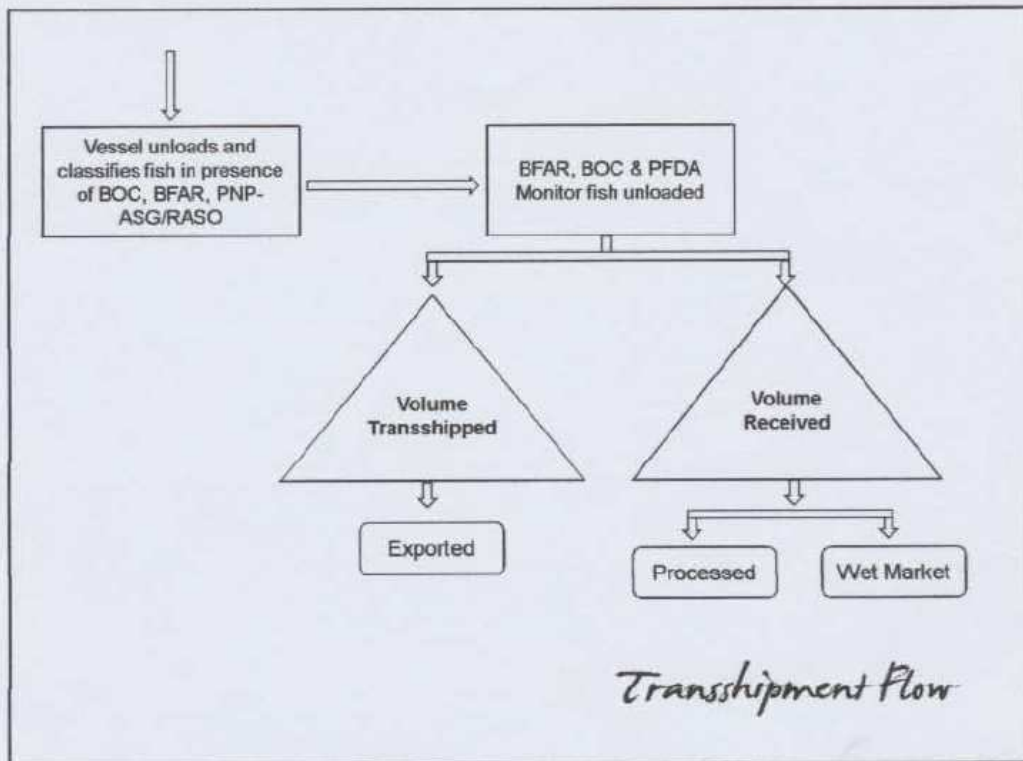 Vessel unloads and
classifies fish in presence
of BOC, BFAR, PNP-
ASG/RASO
BFAR, BOC & PFDA
Monitor fish unloaded
Volume
Transshipped
Volume
Received
Exported
Processed
Wet Market
Transshipment Flow